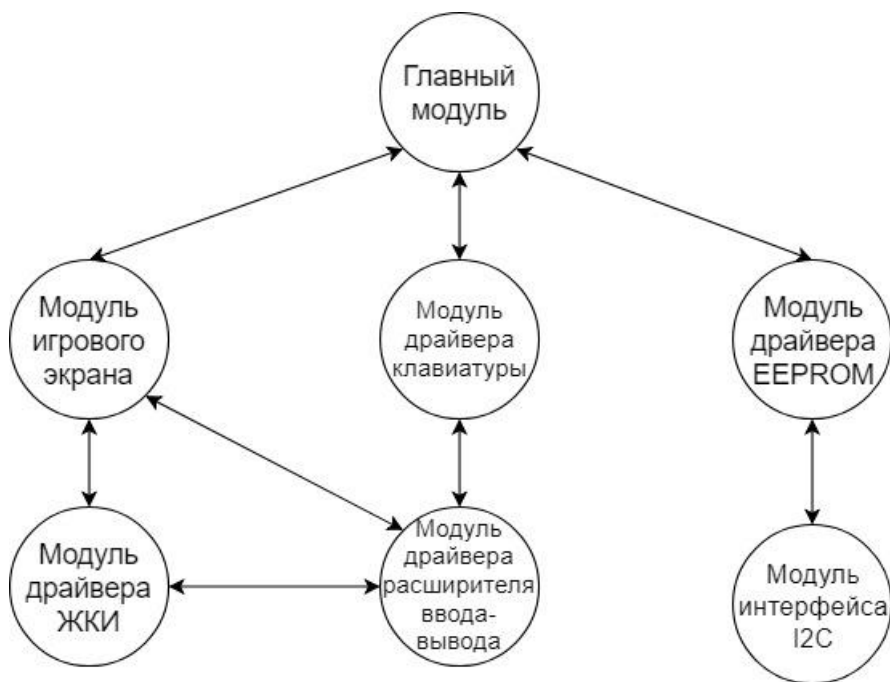 Главный
модуль
Модуль
игрового
экрана
Модуль
драйвера
клавиатуры
Модуль
драйвера
EEPROM
Модуль
драйвера
ЖКИ
Модуль
драйвера
расширителя
ввода-
вывода
Модуль
интерфейса
I2C